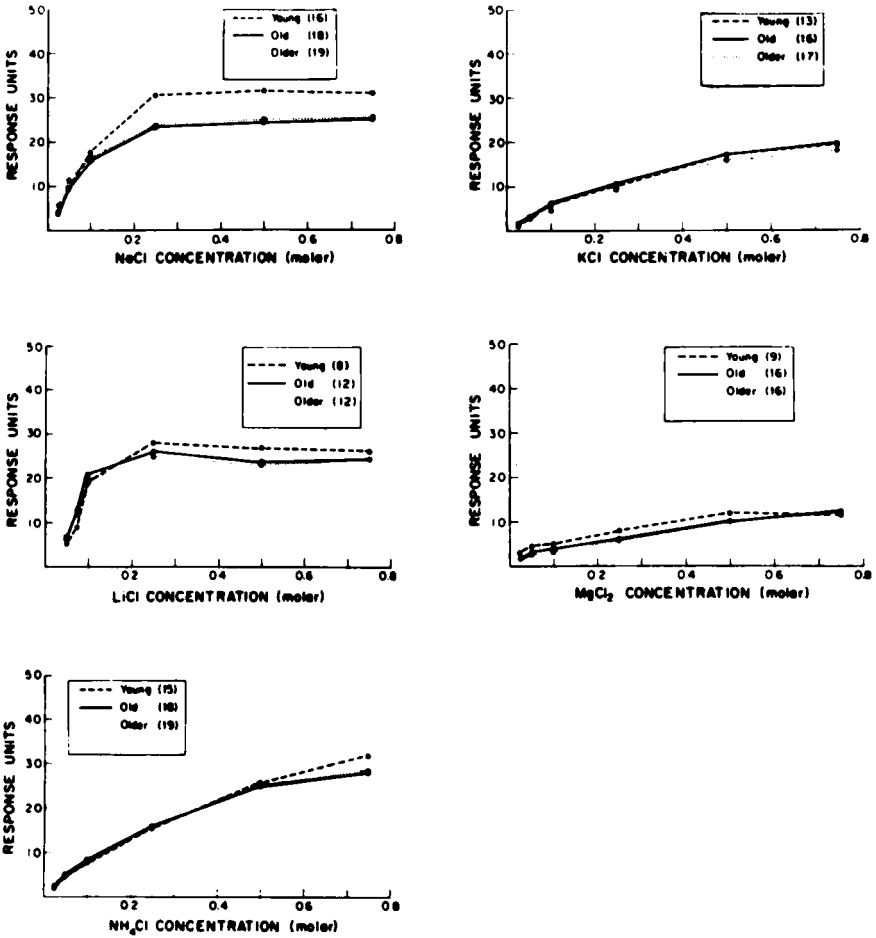 50
40
30
20
10
RESPONSE UNITS
Young (16)
Old (18)
Older (19)
0.2 0.4 0.6 0.8
NaCl CONCENTRATION (molar)
50
40
30
20
10
RESPONSE UNITS
Young (13)
Old (16)
Older (17)
0.2 0.4 0.6 0.8
KCl CONCENTRATION (molar)
50
40
30
20
10
RESPONSE UNITS
Young (8)
Old (12)
Older (12)
0.2 0.4 0.6 0.8
LiCl CONCENTRATION (molar)
50
40
30
20
10
RESPONSE UNITS
Young (9)
Old (16)
Older (16)
0.2 0.4 0.6 0.8
MgCl₂ CONCENTRATION (molar)
50
40
30
20
10
RESPONSE UNITS
Young (15)
Old (18)
Older (19)
0.2 0.4 0.6 0.8
NH₄Cl CONCENTRATION (molar)